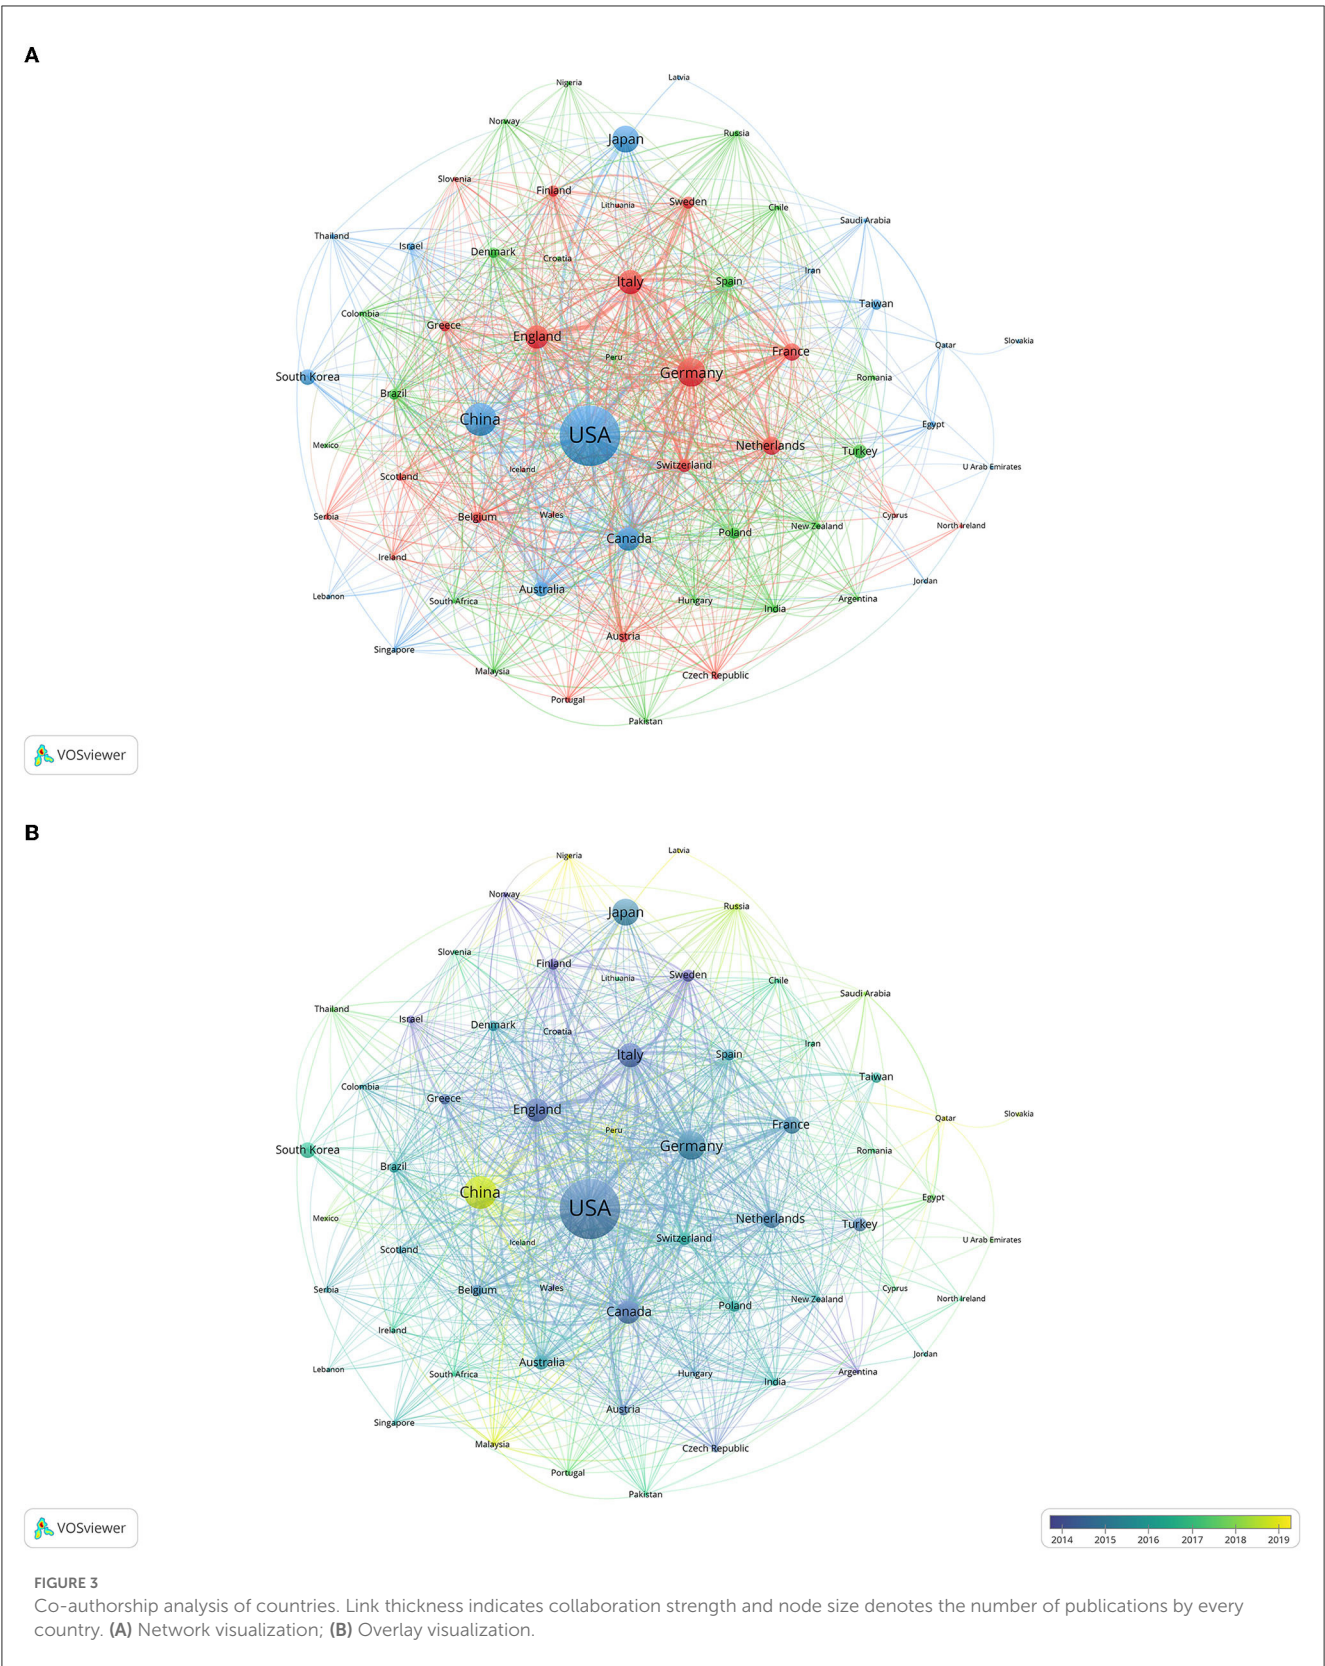 A
Nigeria
Latvia
Norway
Japan
Russia
Slovenia
Finland
Lithuania
Sweden
Chile
Saudi Arabia
Thailand
Israel
Denmark
Croatia
Iran
Italy
Spain
Taiwan
Colombia
Greece
England
Slovakia
Qatar
France
Peru
Germany
South Korea
Romania
Brazil
China
Egypt
USA
Mexico
Netherlands
Turkey
Iceland
Switzerland
U Arab Emirates
Scotland
Serbia
Belgium
Wales
Cyprus
New Zealand
North Ireland
Poland
Canada
Ireland
Jordan
Australia
Lebanon
South Africa
Hungary
Argentina
India
Austria
Singapore
Malaysia
Czech Republic
Portugal
Pakistan
VOSviewer
B
Nigeria
Latvia
Norway
Japan
Russia
Slovenia
Finland
Lithuania
Sweden
Chile
Saudi Arabia
Thailand
Israel
Denmark
Croatia
Iran
Italy
Spain
Taiwan
Colombia
Greece
England
Slovakia
Qatar
France
Peru
Germany
South Korea
Romania
Brazil
China
Egypt
USA
Mexico
Netherlands
Turkey
Iceland
Switzerland
U Arab Emirates
Scotland
Serbia
Belgium
Wales
Cyprus
New Zealand
North Ireland
Poland
Canada
Ireland
Jordan
Australia
Lebanon
South Africa
Hungary
Argentina
India
Austria
Singapore
Malaysia
Czech Republic
Portugal
Pakistan
VOSviewer
2014 2015 2016 2017 2018 2019
FIGURE 3
Co-authorship analysis of countries. Link thickness indicates collaboration strength and node size denotes the number of publications by every
country. (A) Network visualization; (B) Overlay visualization.